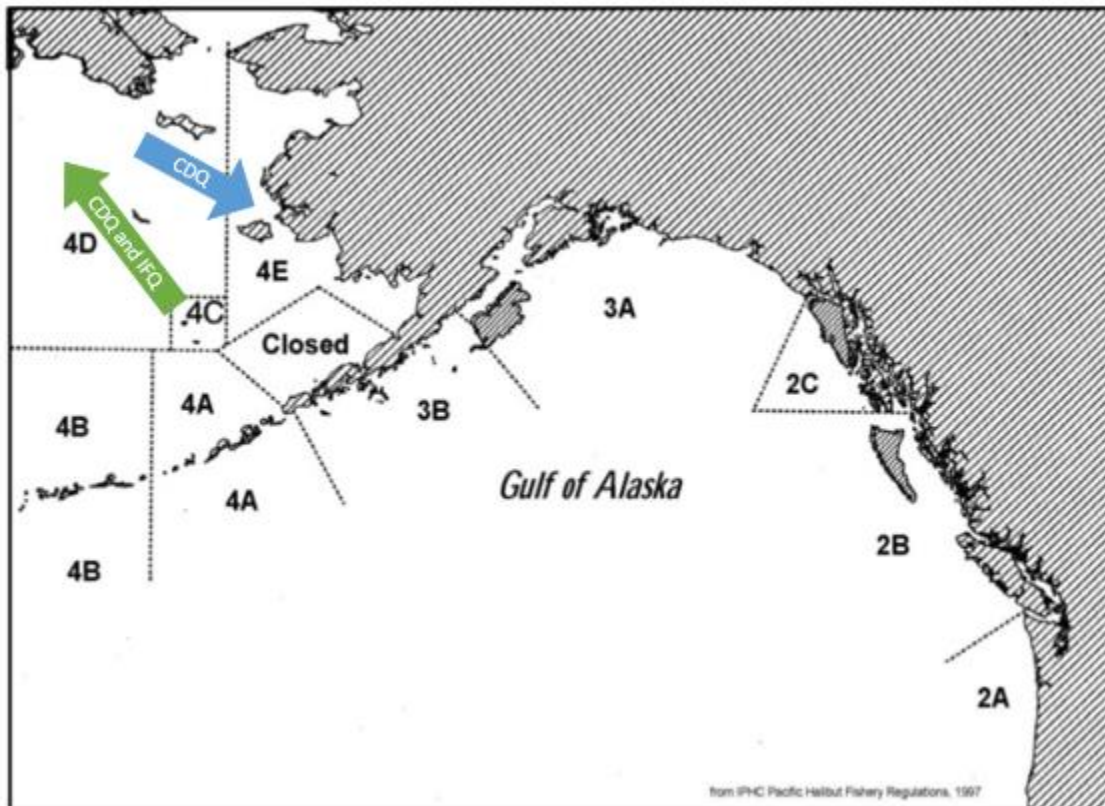 CDQ
CDQ and IFQ
4D
4E
4C
Closed
3A
4A
2C
3B
4B
Gulf of Alaska
4A
2B
4B
2A
from IPHC Pacific Halibut Fishery Regulations, 1997